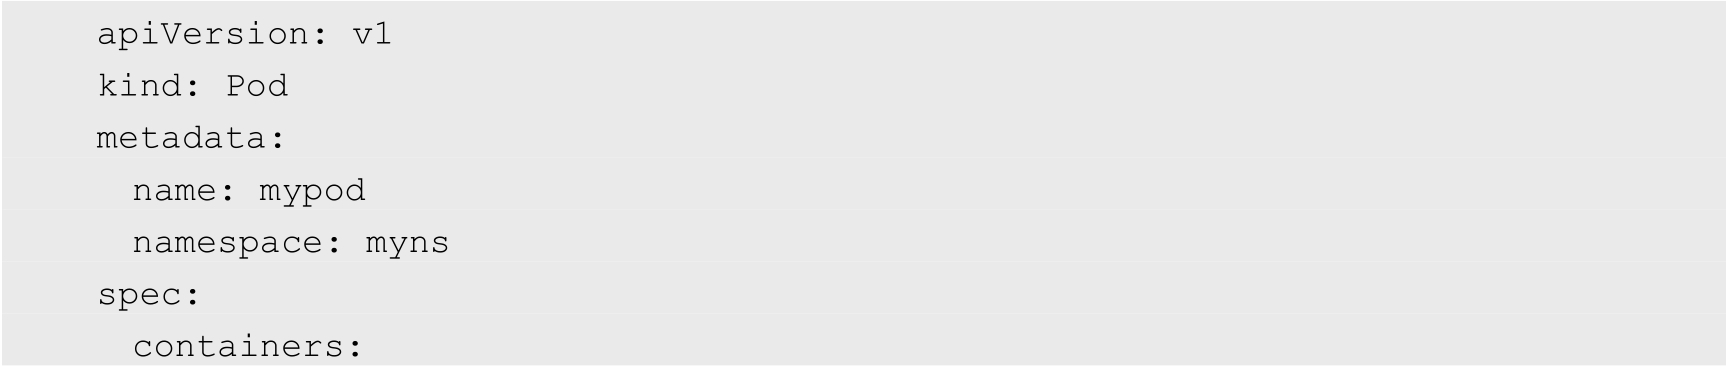 apiVersion: v1
kind: Pod
metadata:
  name: mypod
  namespace: myns
spec:
  containers: